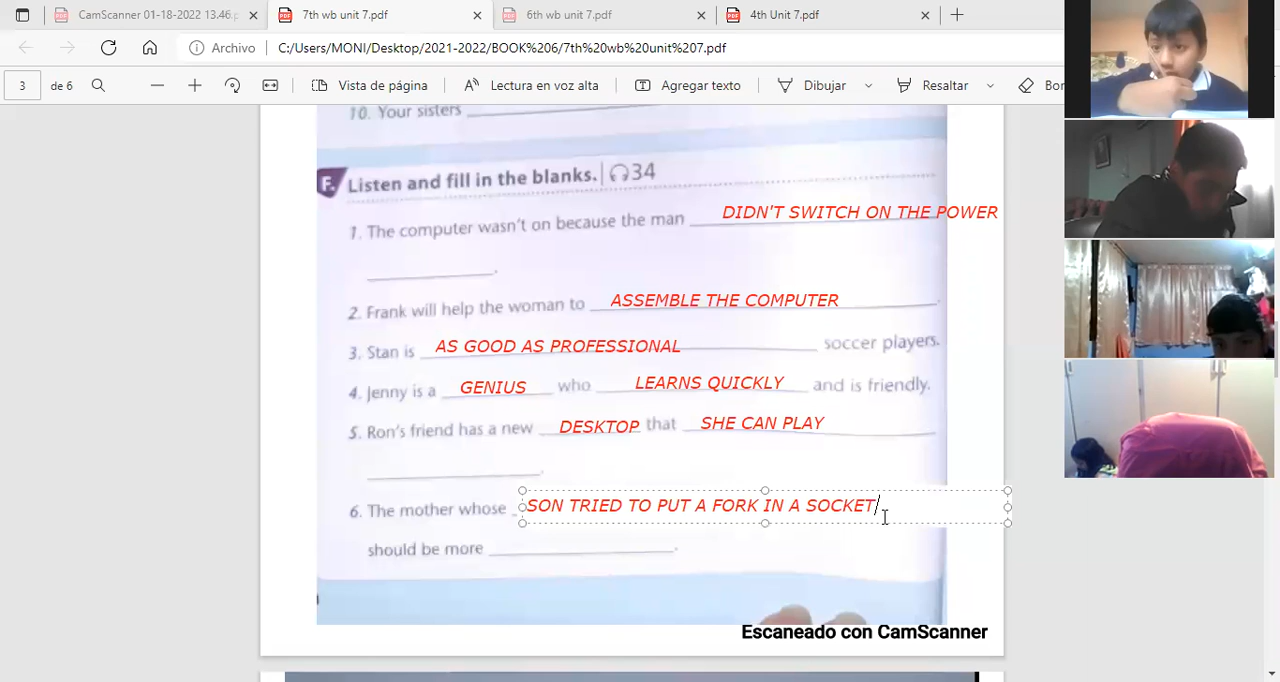 CamScanner 01-18-2022 13.46.p
7th wb unit 7.pdf
6th wb unit 7.pdf
4th Unit 7.pdf
Archivo
C:/Users/MONI/Desktop/2021-2022/BOOK%206/7th%20wb%20unit%207.pdf
3
de 6
Vista de página
Lectura en voz alta
Agregar texto
Dibujar
Resaltar
Bor
10. Your sisters
F. Listen and fill in the blanks. 34
1. The computer wasn't on because the man DIDN'T SWITCH ON THE POWER
.
2. Frank will help the woman to ASSEMBLE THE COMPUTER .
3. Stan is AS GOOD AS PROFESSIONAL soccer players.
4. Jenny is a GENIUS who LEARNS QUICKLY and is friendly.
5. Ron's friend has a new DESKTOP that SHE CAN PLAY
.
6. The mother whose SON TRIED TO PUT A FORK IN A SOCKET
should be more .
Escaneado con CamScanner